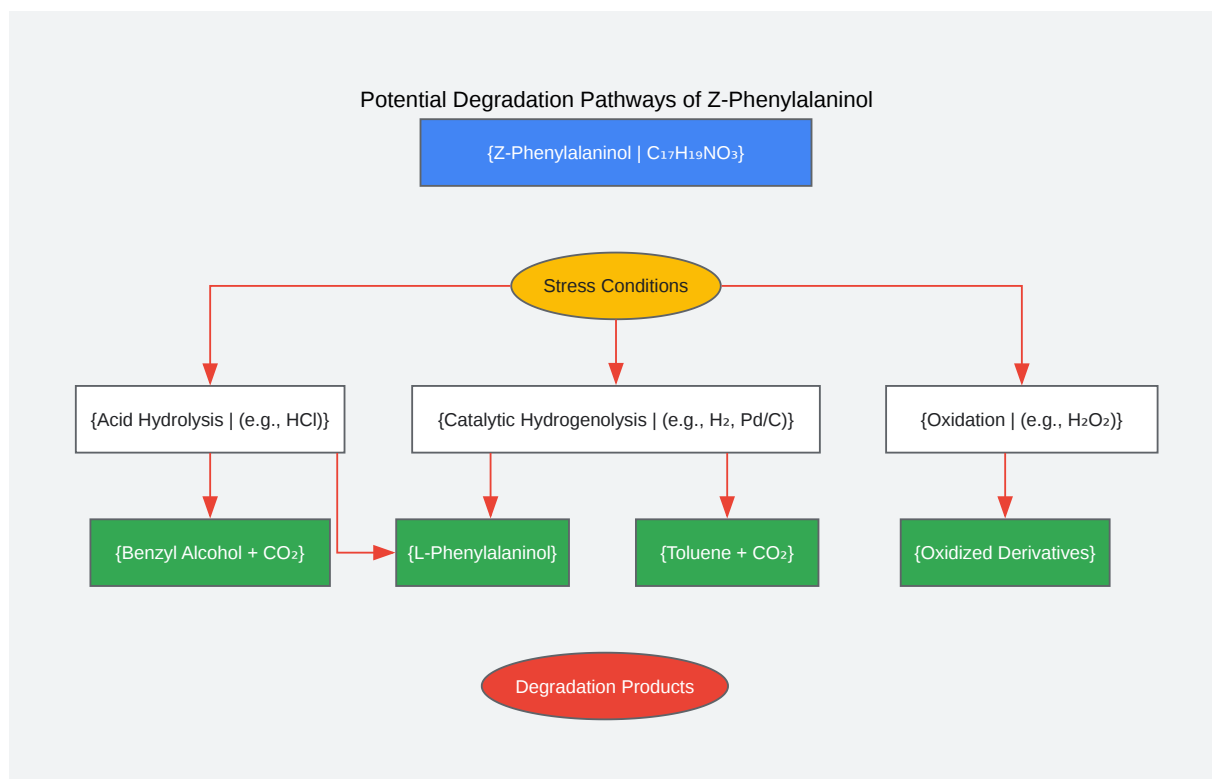 Potential Degradation Pathways of Z-Phenylalaninol
{Z-Phenylalaninol | C₁₇H₁₉NO₃}
Stress Conditions
{Acid Hydrolysis | (e.g., HCl)}
{Catalytic Hydrogenolysis | (e.g., H₂, Pd/C)}
{Oxidation | (e.g., H₂O₂)}
{Benzyl Alcohol + CO₂}
{L-Phenylalaninol}
{Toluene + CO₂}
{Oxidized Derivatives}
Degradation Products